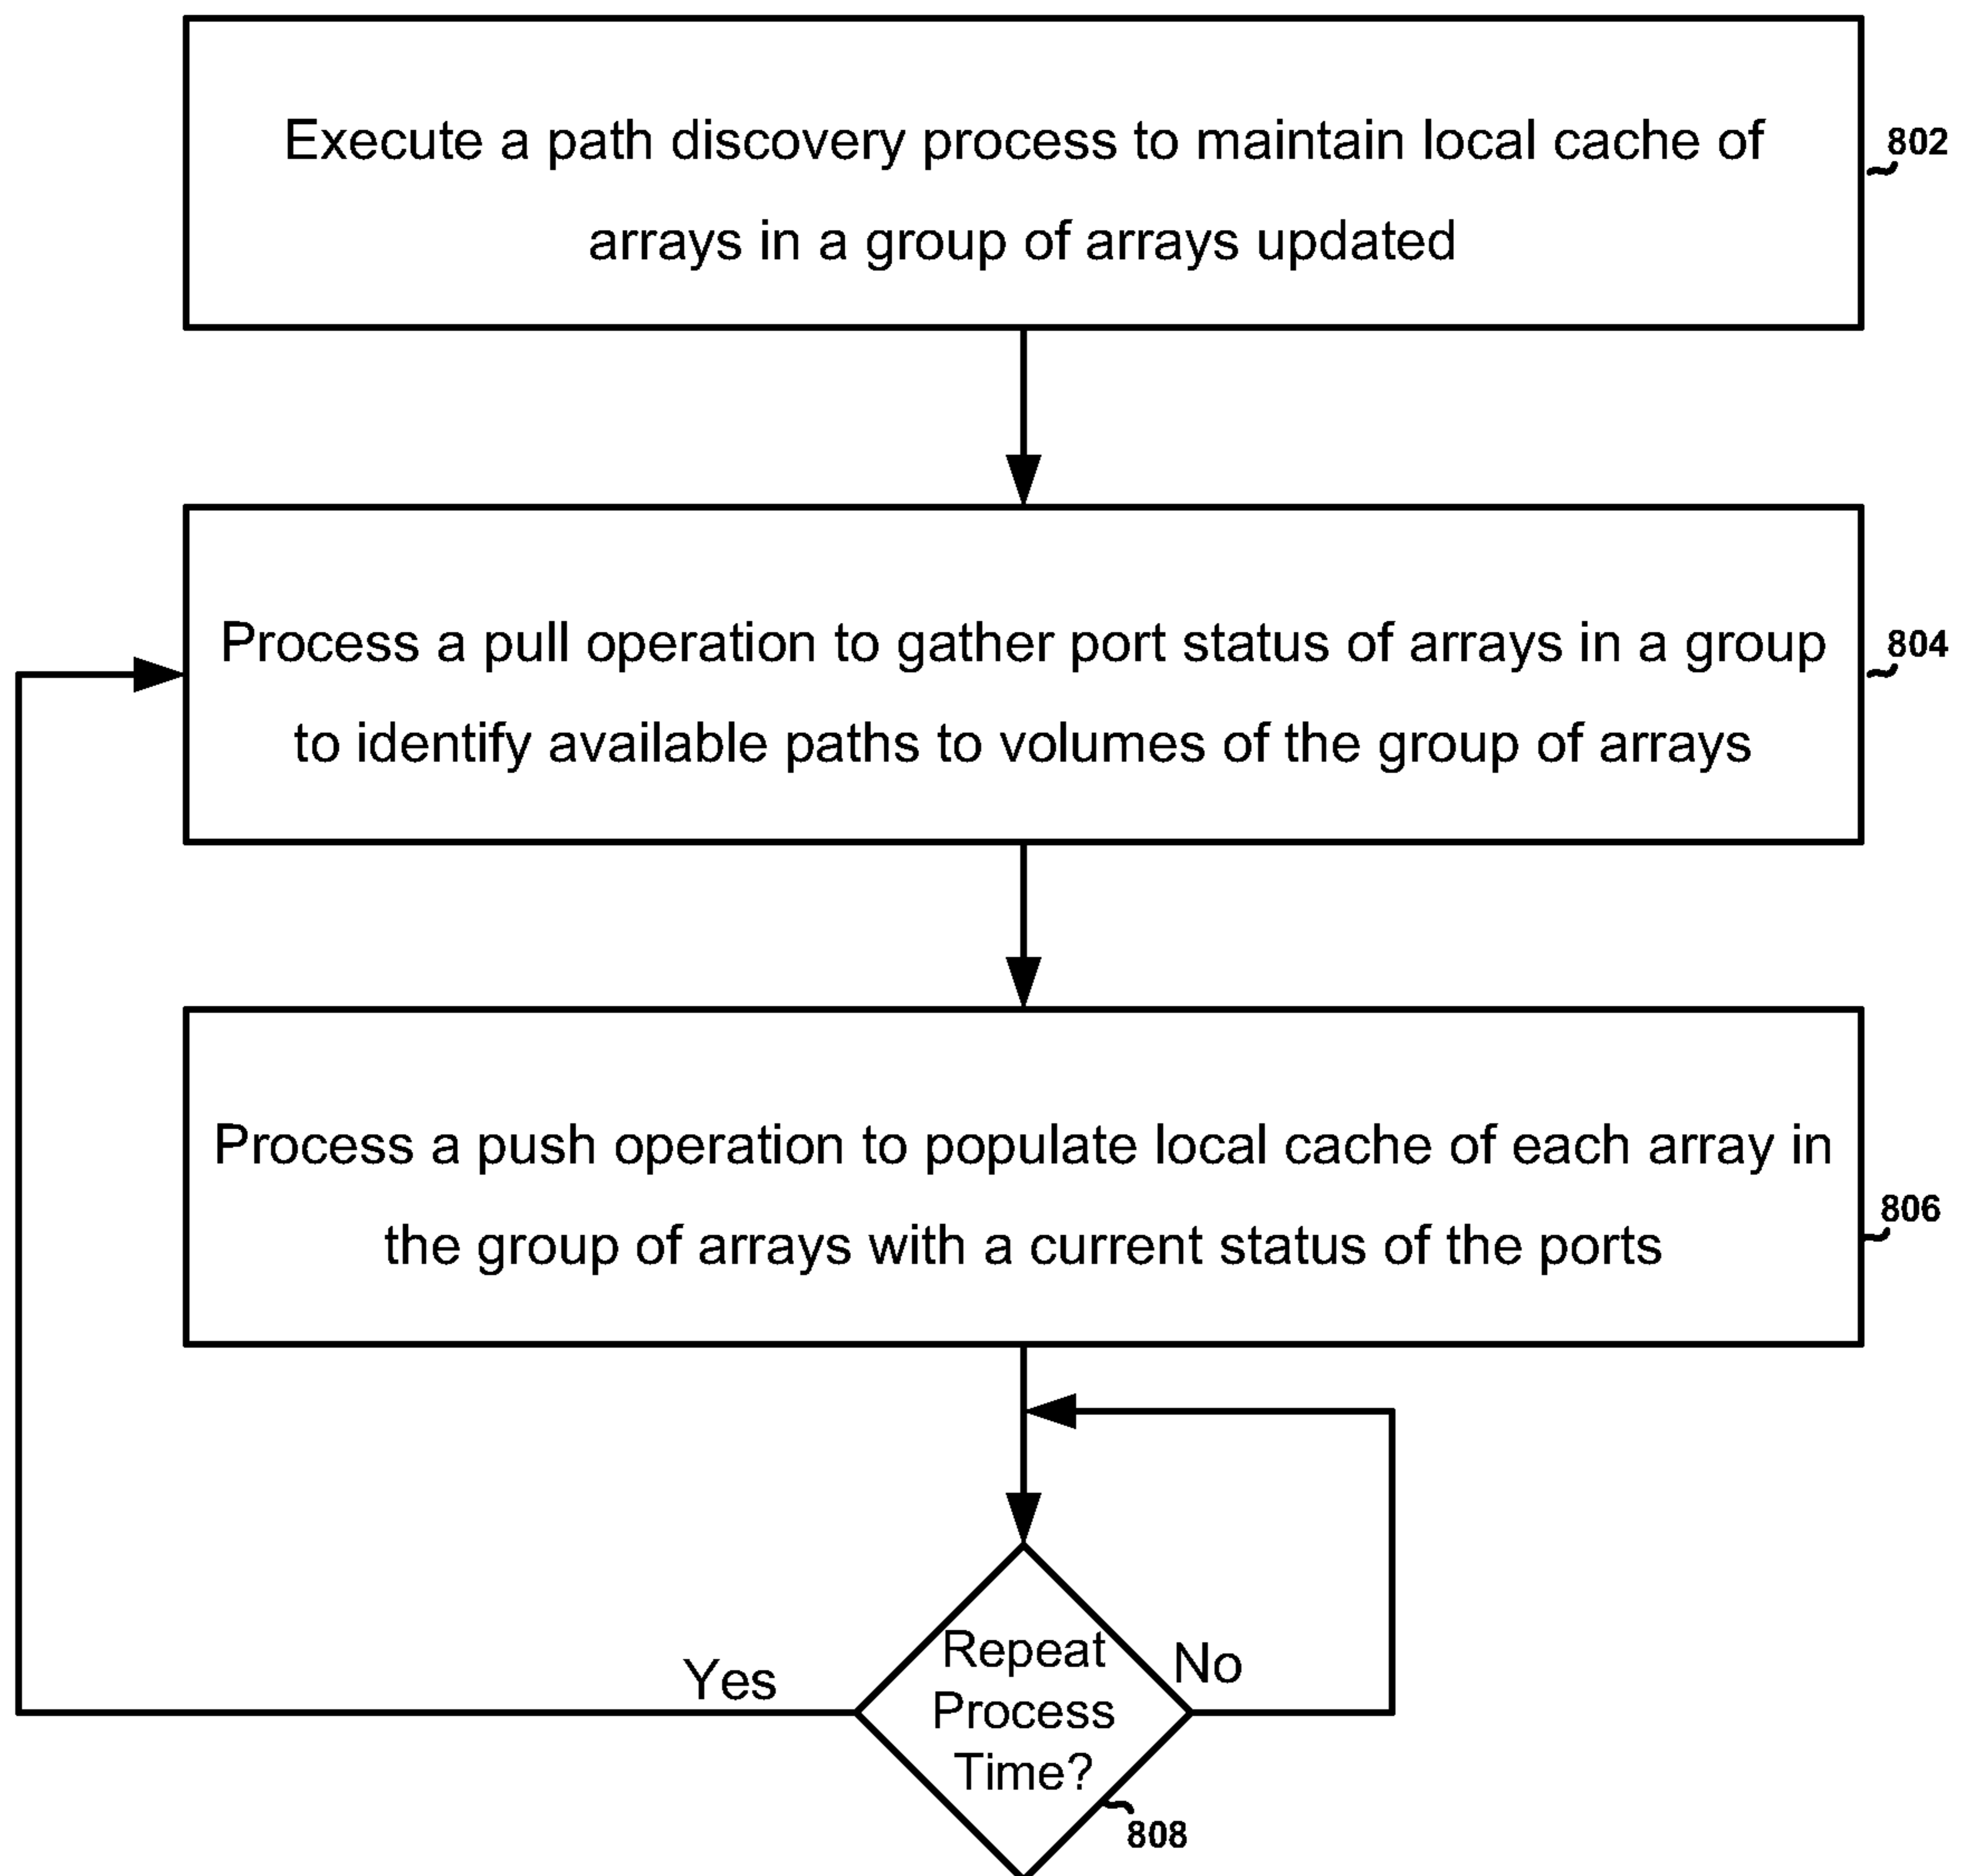 Execute a path discovery process to maintain local cache of
arrays in a group of arrays updated
802
Process a pull operation to gather port status of arrays in a group
to identify available paths to volumes of the group of arrays
804
Process a push operation to populate local cache of each array in
the group of arrays with a current status of the ports
806
Yes
No
Repeat
Process
Time?
808